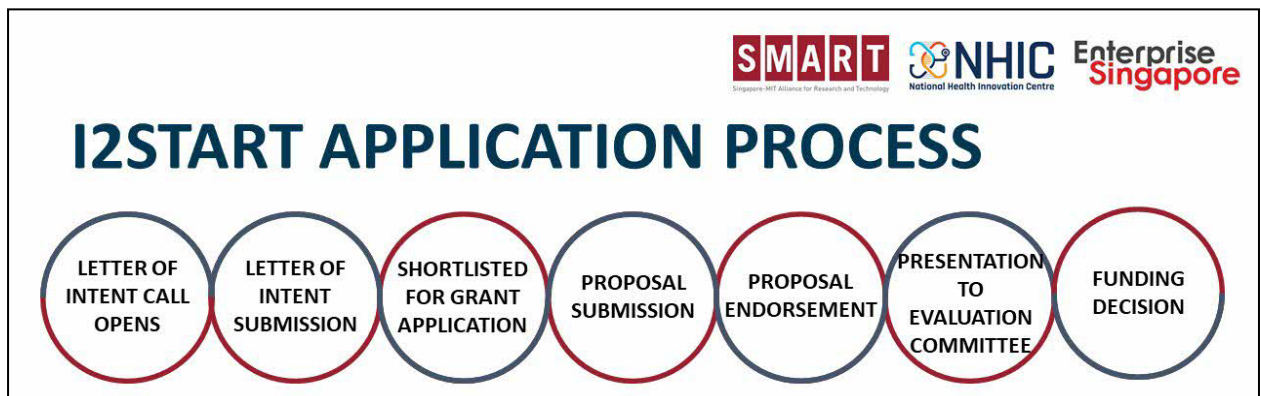 SMART
Singapore-MIT Alliance for Research and Technology
NHIC
National Health Innovation Centre
Enterprise
Singapore
I2START APPLICATION PROCESS
LETTER OF
INTENT CALL
OPENS
LETTER OF
INTENT
SUBMISSION
SHORTLISTED
FOR GRANT
APPLICATION
PROPOSAL
SUBMISSION
PROPOSAL
ENDORSEMENT
PRESENTATION
TO
EVALUATION
COMMITTEE
FUNDING
DECISION